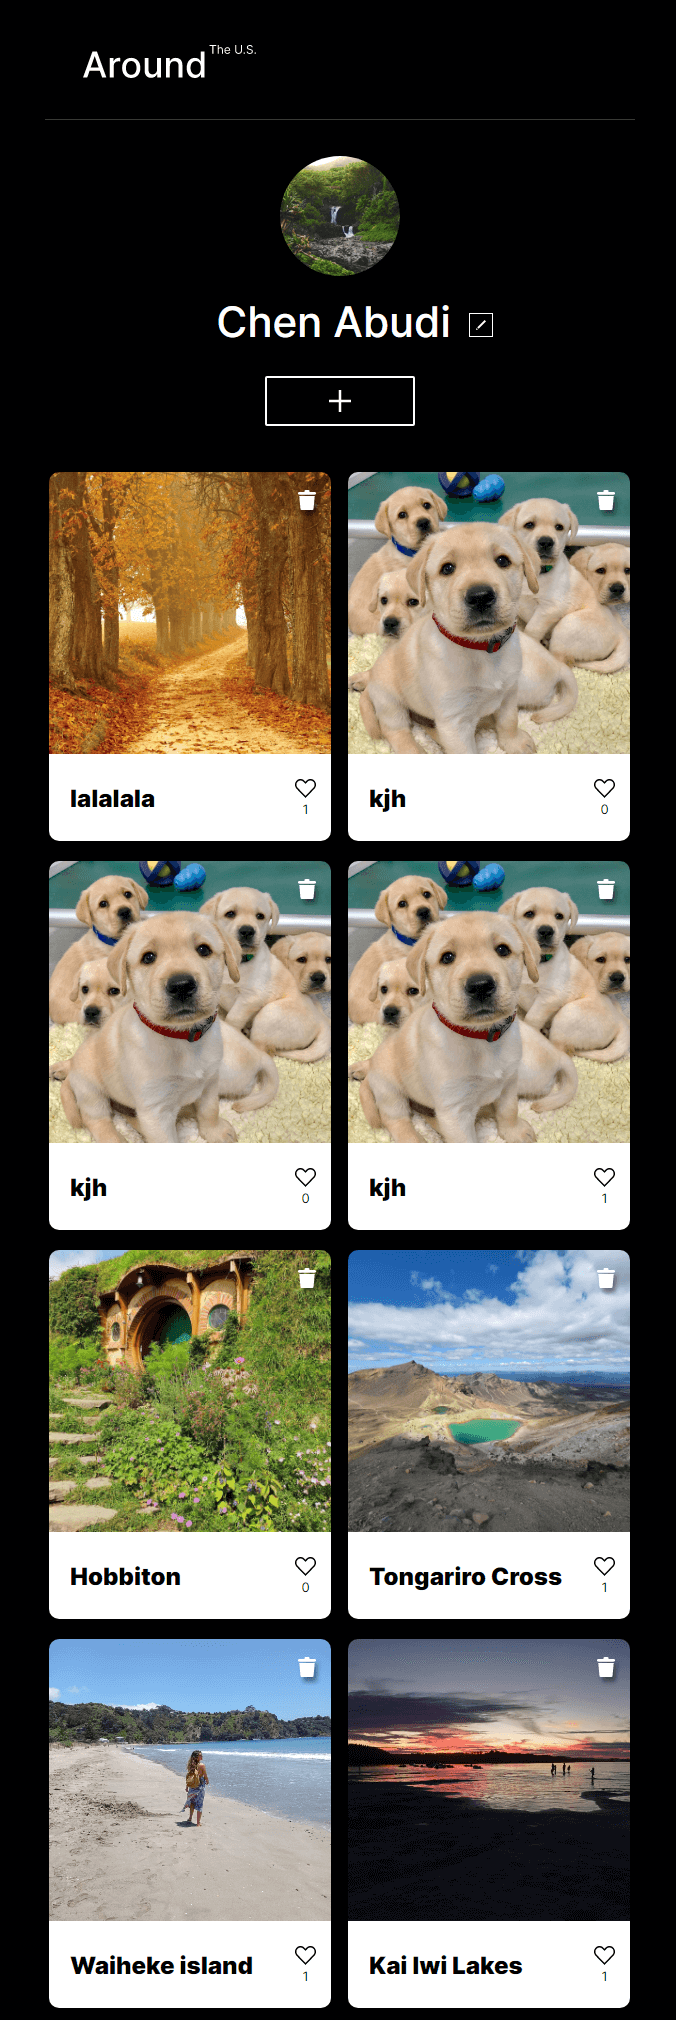 Around The U.S.
Chen Abudi
lalalala
1
kjh
0
kjh
0
kjh
1
Hobbiton
0
Tongariro Cross
1
Waiheke island
1
Kai Iwi Lakes
1